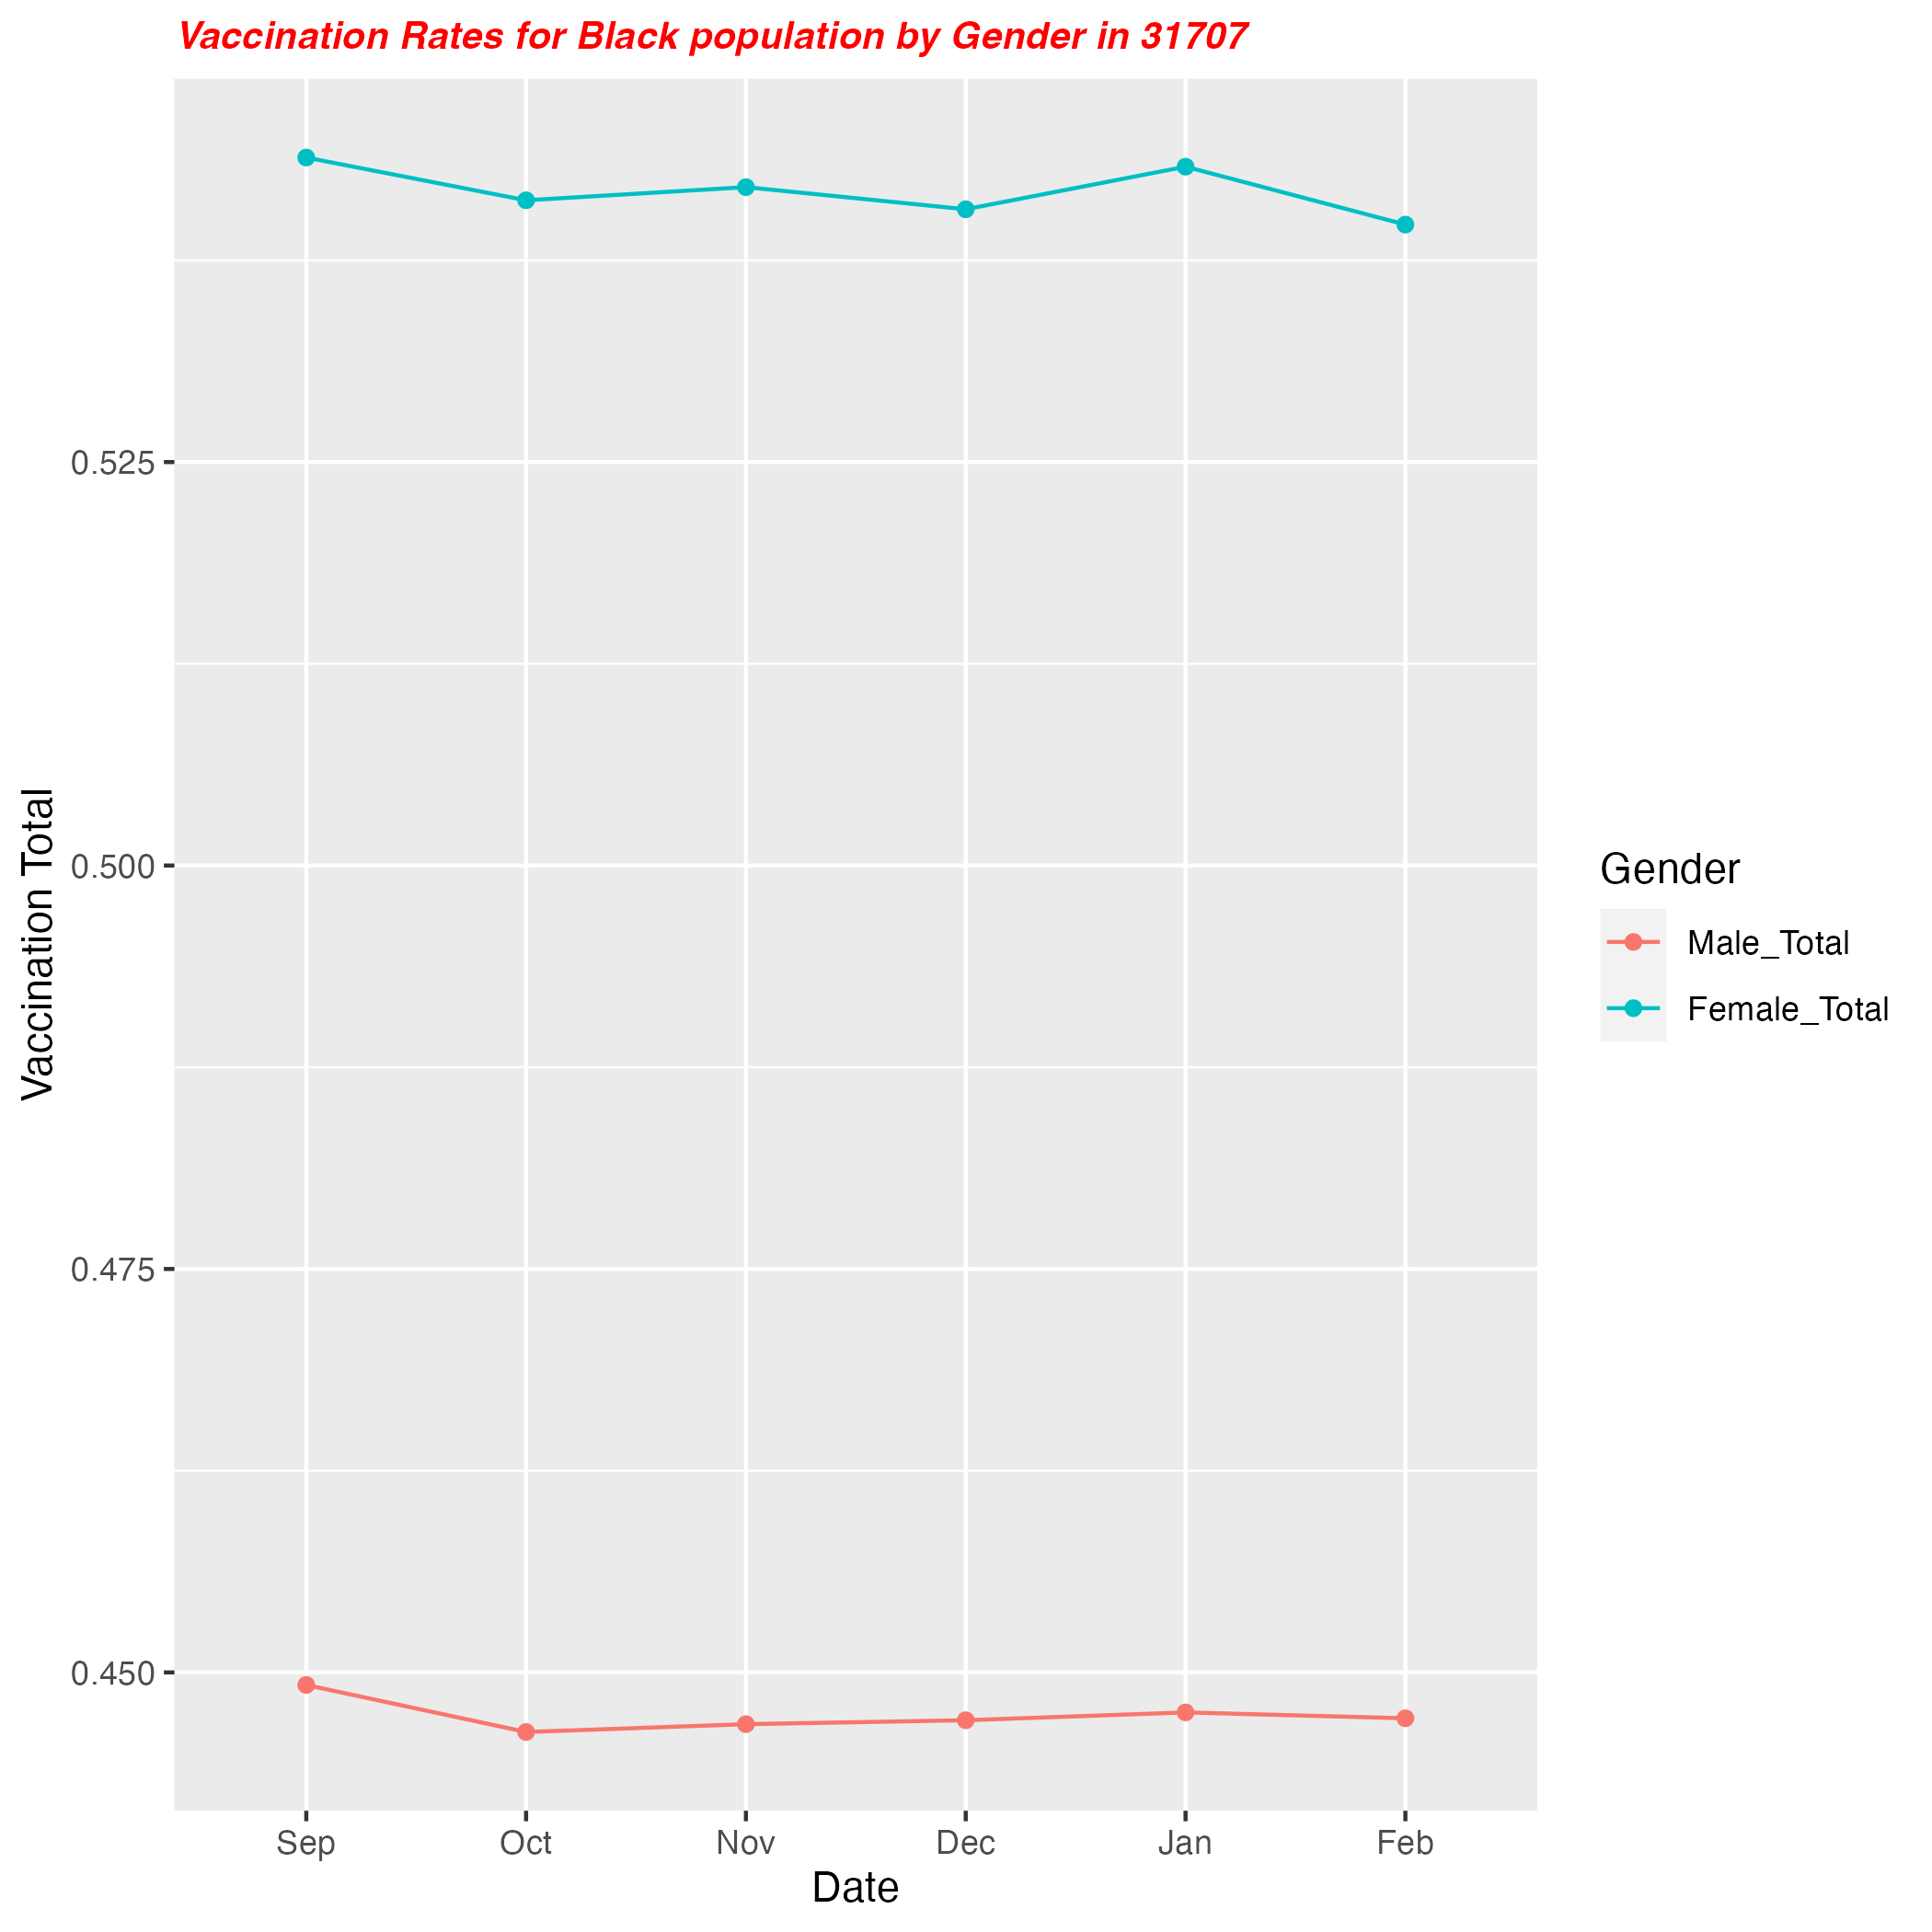 Vaccination Rates for Black population by Gender in 31707
Vaccination Total
0.525
0.500
0.475
0.450
Sep Oct Nov Dec Jan Feb
Date
Gender
Male_Total
Female_Total